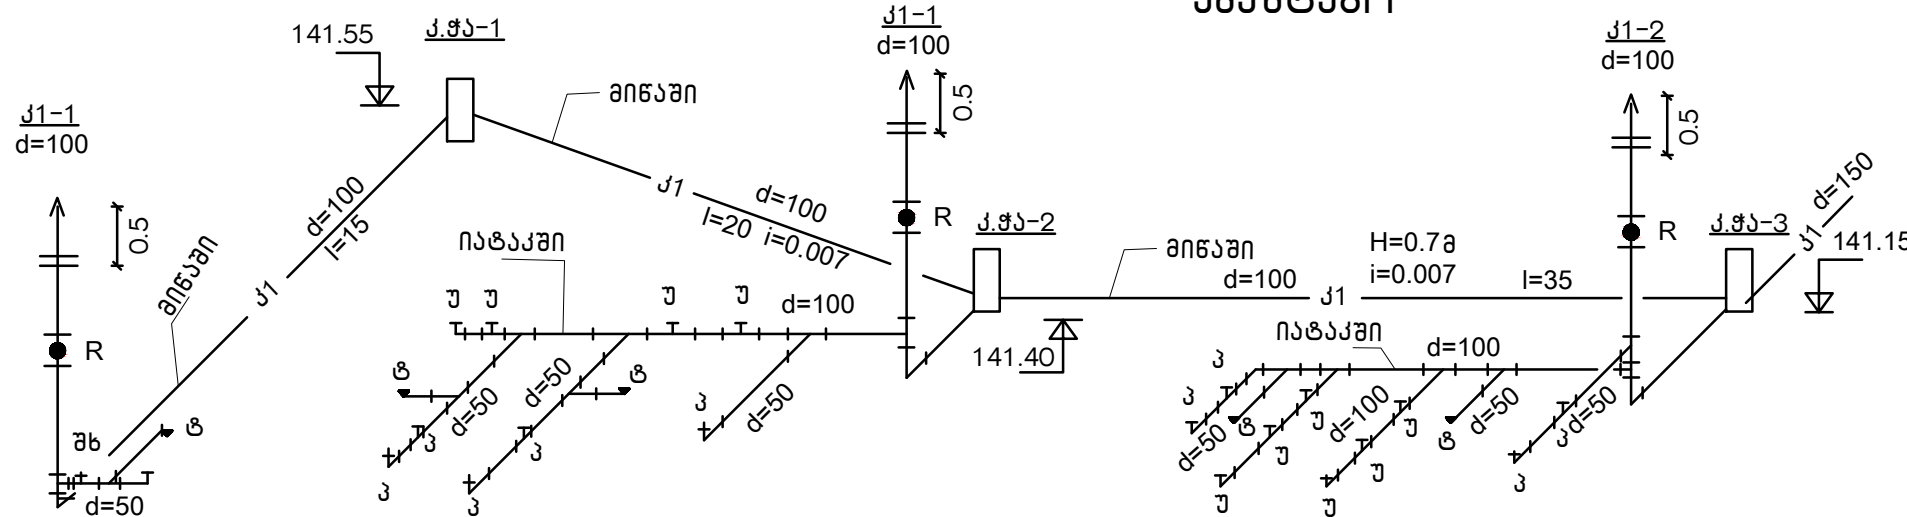 141.55
კ.ჭა-1
კ1-1
d=100
კ1-2
d=100
0.5
0.5
მიწაში
კ1-1
d=100
d=150
d=100
l=15
კ1
d=100
R
R
კ.ჭა-2
კ.ჭა-3
0.5
l=20 i=0.007
კ1
141.15
იატაკში
მიწაში
H=0.7მ
i=0.007
მიწაში
კ1
d=100
კ1
l=35
უ
უ
უ
უ
d=100
R
141.40
იატაკში
d=100
ტ
d=50
ტ
პ
პ
d=50
d=50
პ
d=50
d=100
d=50
d=50
შხ
ტ
პ
პ
პ
პ
d=50
ტ
უ
უ
უ
უ
უ
უ
ტ
პ
პ
d=50